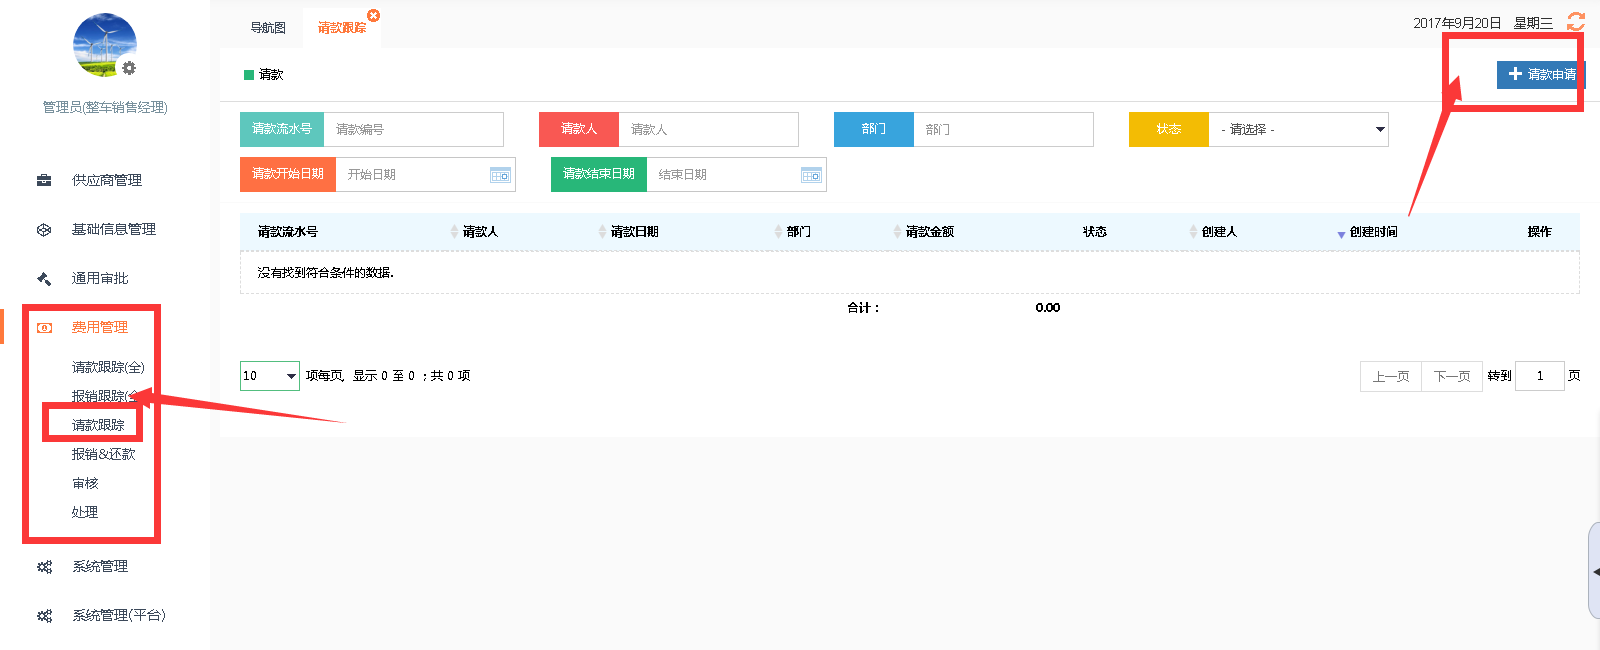 管理员(整车销售经理)
供应商管理
基础信息管理
通用审批
费用管理
请款跟踪(全)
报销跟踪(
请款跟踪
报销&还款
审核
处理
系统管理
系统管理(平台)
导航图 请款跟踪
2017年9月20日 星期三
请款
请款申请
请款流水号 请款编号 请款人 请款人 部门 部门 状态 - 请选择 -
请款开始日期 开始日期 请款结束日期 结束日期
请款流水号 请款人 请款日期 部门 请款金额 状态 创建人 创建时间 操作
没有找到符合条件的数据.
合计： 0.00
10 项每页, 显示 0 至 0 ；共 0 项
上一页 下一页 转到 1 页